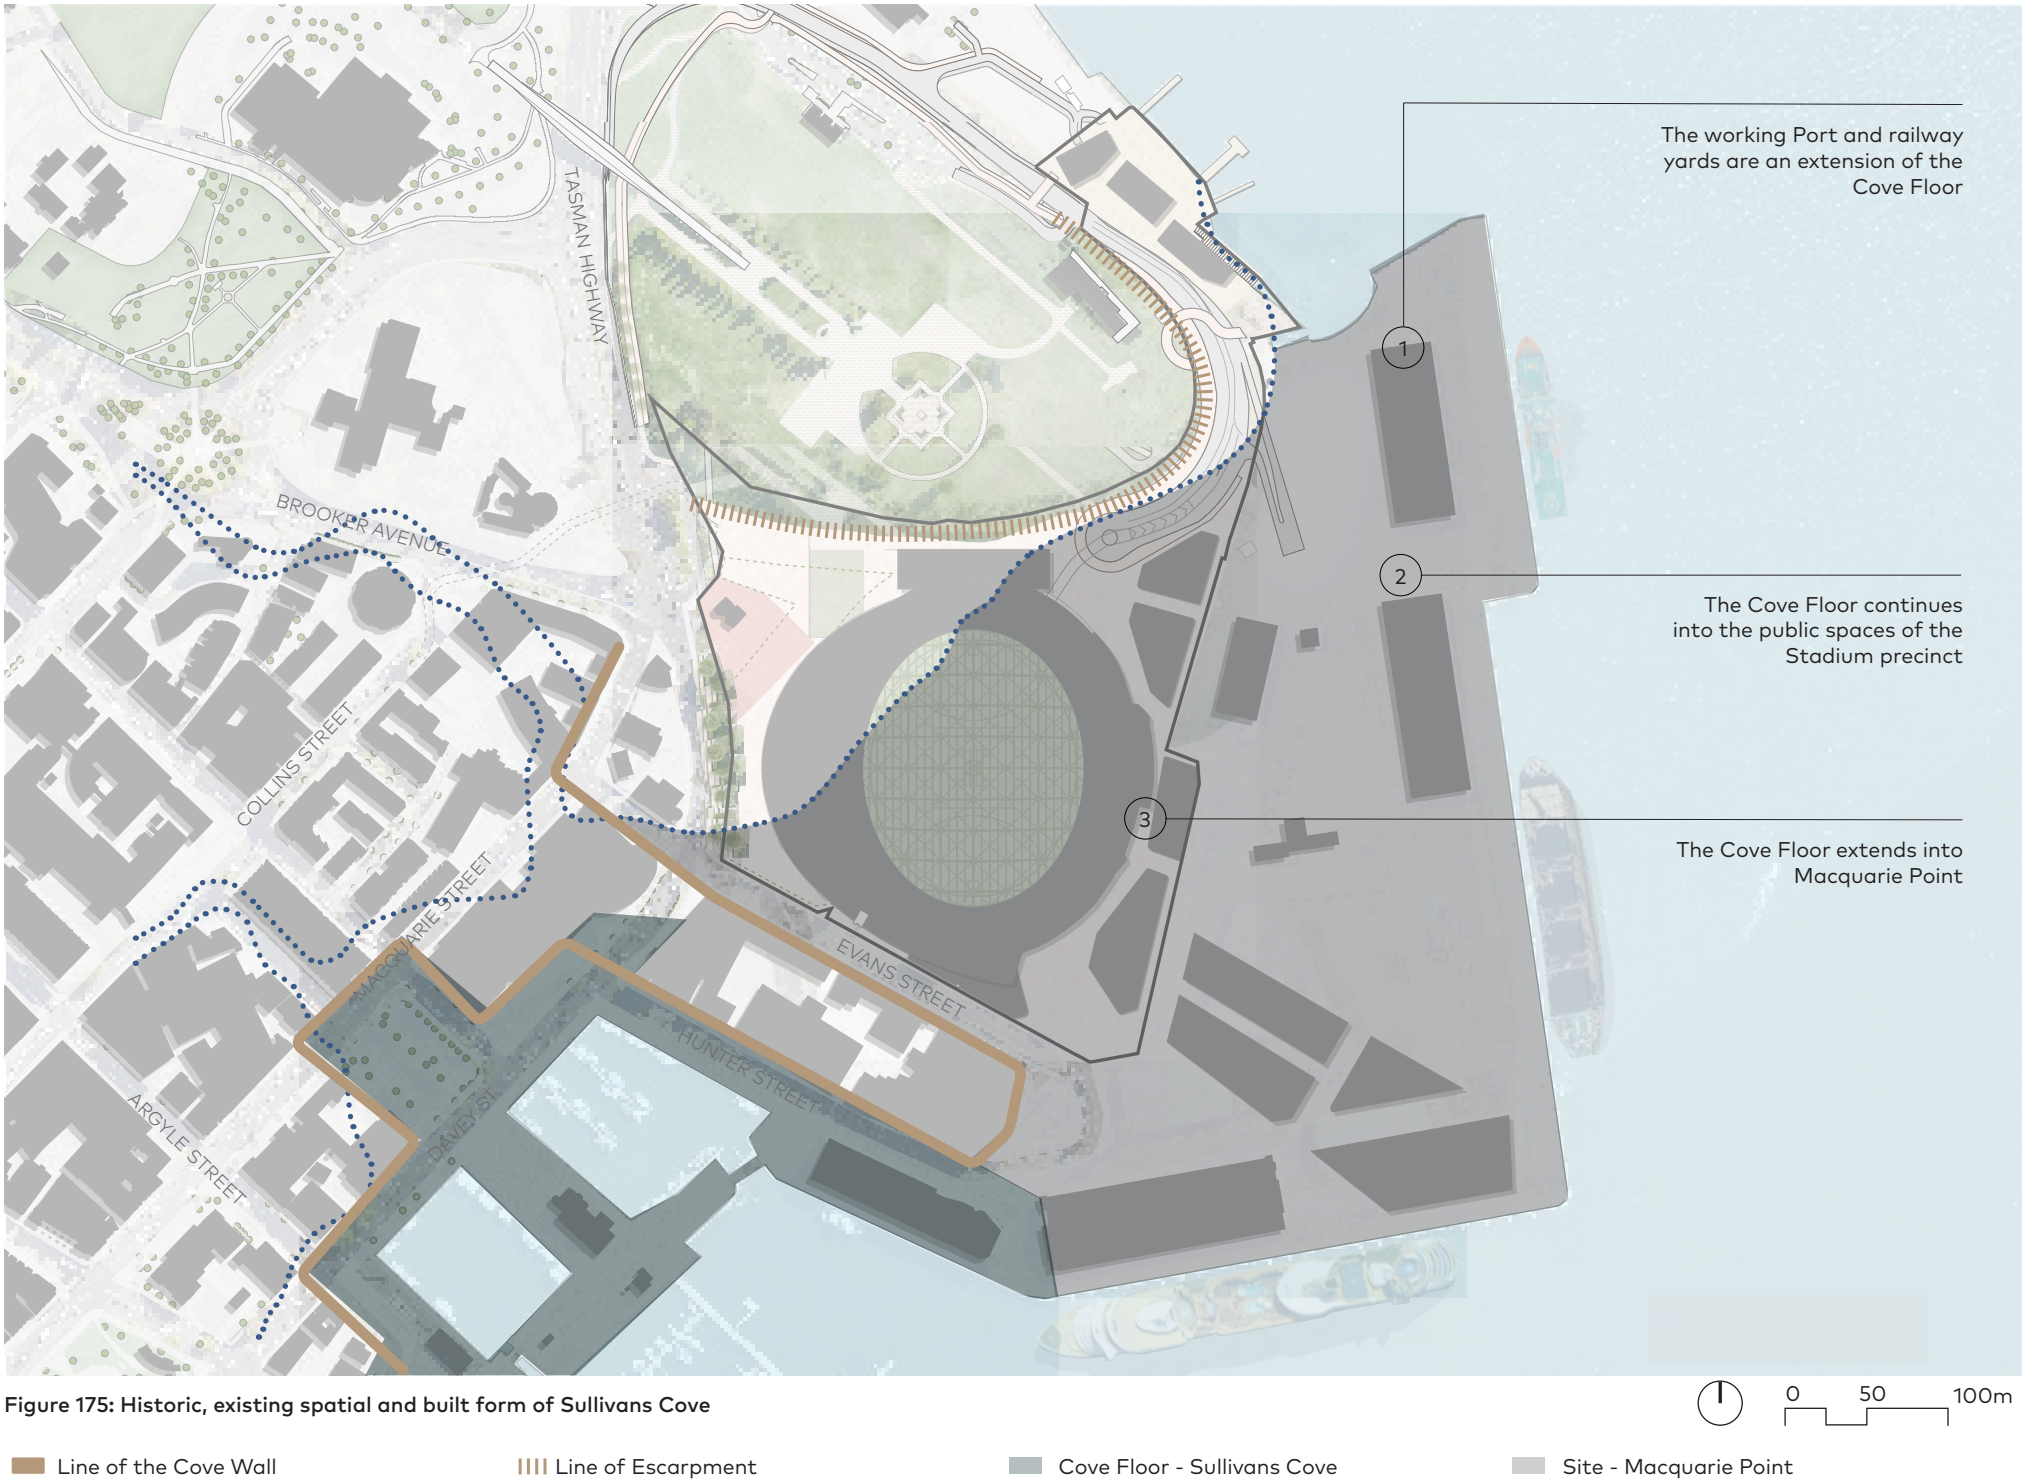 The working Port and railway
yards are an extension of the
Cove Floor
1
TASMAN HIGHWAY
BROOKER AVENUE
2
The Cove Floor continues
into the public spaces of the
Stadium precinct
COLLINS STREET
3
The Cove Floor extends into
Macquarie Point
MACQUARIE STREET
EVANS STREET
HUNTER STREET
DAVEY ST
ARGYLE STREET
Figure 175: Historic, existing spatial and built form of Sullivans Cove
0 50 100m
Line of the Cove Wall
Line of Escarpment
Cove Floor - Sullivans Cove
Site - Macquarie Point